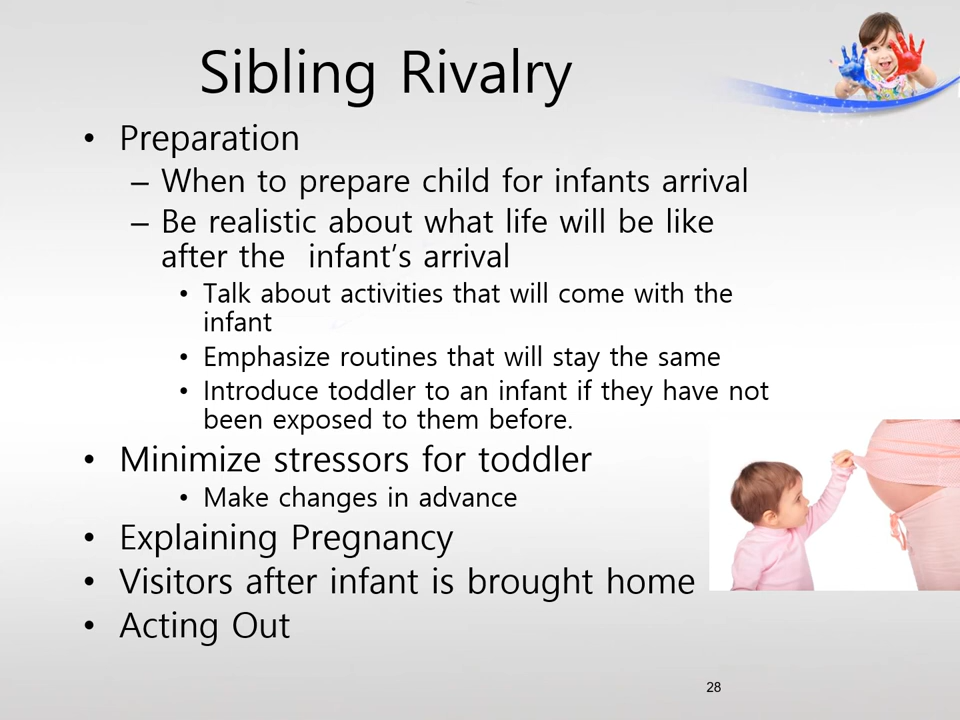 Sibling Rivalry
• Preparation
– When to prepare child for infants arrival
– Be realistic about what life will be like
after the  infant's arrival
• Talk about activities that will come with the
infant
• Emphasize routines that will stay the same
• Introduce toddler to an infant if they have not
been exposed to them before.
• Minimize stressors for toddler
• Make changes in advance
• Explaining Pregnancy
• Visitors after infant is brought home
• Acting Out
28